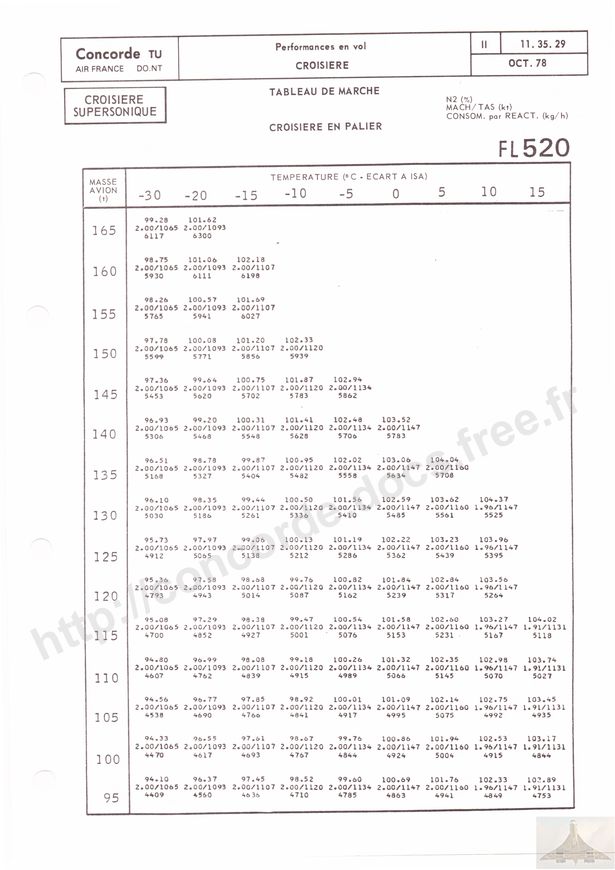 Concorde TU
AIR FRANCE DO.NT
Performances en vol
CROISIERE
II
11.35.29
OCT. 78
CROISIERE
SUPERSONIQUE
TABLEAU DE MARCHE
CROISIERE EN PALIER
N2 (%)
MACH/TAS (kt)
CONSOM. par REACT. (kg/h)
FL520
MASSE
AVION
(t)
TEMPERATURE (°C - ECART A ISA)
-30 -20 -15 -10 -5 0 5 10 15
99.28 101.62
2.00/1065 2.00/1093
165 6117 6300
98.75 101.06 102.18
2.00/1065 2.00/1093 2.00/1107
160 5930 6111 6198
98.26 100.57 101.69
2.00/1065 2.00/1093 2.00/1107
155 5765 5941 6027
97.78 100.08 101.20 102.33
2.00/1065 2.00/1093 2.00/1107 2.00/1120
150 5599 5771 5856 5939
97.36 99.64 100.75 101.87 102.94
2.00/1065 2.00/1093 2.00/1107 2.00/1120 2.00/1134
145 5453 5620 5702 5783 5862
96.93 99.20 100.31 101.41 102.48 103.52
2.00/1065 2.00/1093 2.00/1107 2.00/1120 2.00/1134 2.00/1147
140 5306 5468 5548 5628 5706 5783
96.51 98.78 99.87 100.95 102.02 103.06 104.04
2.00/1065 2.00/1093 2.00/1107 2.00/1120 2.00/1134 2.00/1147 2.00/1160
135 5168 5327 5404 5482 5558 5634 5708
96.10 98.35 99.44 100.50 101.56 102.59 103.62 104.37
2.00/1065 2.00/1093 2.00/1107 2.00/1120 2.00/1134 2.00/1147 2.00/1160 1.96/1147
130 5030 5186 5261 5336 5410 5485 5561 5525
95.73 97.97 99.06 100.13 101.19 102.22 103.23 103.96
2.00/1065 2.00/1093 2.00/1107 2.00/1120 2.00/1134 2.00/1147 2.00/1160 1.96/1147
125 4912 5065 5138 5212 5286 5362 5439 5395
95.36 97.58 98.68 99.76 100.82 101.84 102.84 103.56
2.00/1065 2.00/1093 2.00/1107 2.00/1120 2.00/1134 2.00/1147 2.00/1160 1.96/1147
120 4793 4943 5014 5087 5162 5239 5317 5264
95.08 97.29 98.38 99.47 100.54 101.58 102.60 103.27 104.02
2.00/1065 2.00/1093 2.00/1107 2.00/1120 2.00/1134 2.00/1147 2.00/1160 1.96/1147 1.91/1131
115 4700 4852 4927 5001 5076 5153 5231 5167 5118
94.80 96.99 98.08 99.18 100.26 101.32 102.35 102.98 103.74
2.00/1065 2.00/1093 2.00/1107 2.00/1120 2.00/1134 2.00/1147 2.00/1160 1.96/1147 1.91/1131
110 4607 4762 4839 4915 4989 5066 5145 5070 5027
94.56 96.77 97.85 98.92 100.01 101.09 102.14 102.75 103.45
2.00/1065 2.00/1093 2.00/1107 2.00/1120 2.00/1134 2.00/1147 2.00/1160 1.96/1147 1.91/1131
105 4538 4690 4766 4841 4917 4995 5075 4992 4935
94.33 96.55 97.61 98.67 99.76 100.86 101.94 102.53 103.17
2.00/1065 2.00/1093 2.00/1107 2.00/1120 2.00/1134 2.00/1147 2.00/1160 1.96/1147 1.91/1131
100 4470 4617 4693 4767 4844 4924 5004 4915 4844
94.10 96.37 97.45 98.52 99.60 100.69 101.76 102.33 102.89
2.00/1065 2.00/1093 2.00/1107 2.00/1120 2.00/1134 2.00/1147 2.00/1160 1.96/1147 1.91/1131
95 4409 4560 4636 4710 4785 4863 4941 4849 4753
http://concorde.docs.free.fr